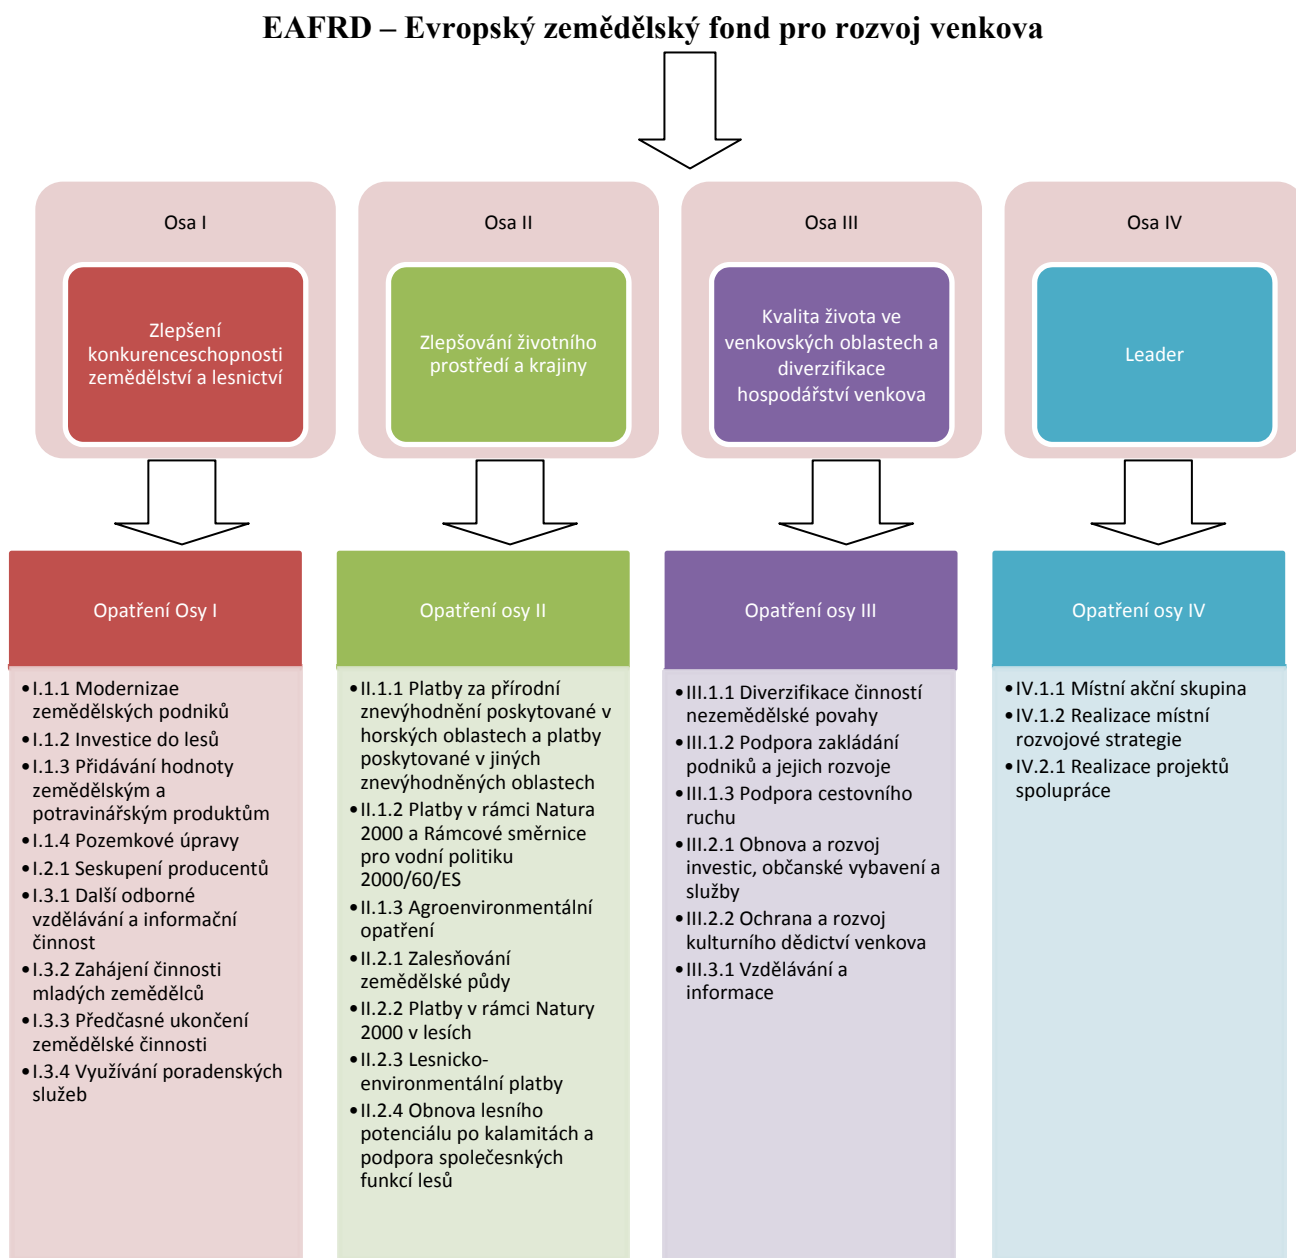 EAFRD – Evropský zemědělský fond pro rozvoj venkova
Osa I
Zlepšení
konkurenceschopnosti
zemědělství a lesnictví
Osa II
Zlepšování životního
prostředí a krajiny
Osa III
Kvalita života ve
venkovských oblastech a
diverzifikace
hospodářství venkova
Osa IV
Leader
Opatření Osy I
•I.1.1 Modernizae
zemědělských podniků
•I.1.2 Investice do lesů
•I.1.3 Přidávání hodnoty
zemědělským a
potravinářským produktům
•I.1.4 Pozemkové úpravy
•I.2.1 Seskupení producentů
•I.3.1 Další odborné
vzdělávání a informační
činnost
•I.3.2 Zahájení činnosti
mladých zemědělců
•I.3.3 Předčasné ukončení
zemědělské činnosti
•I.3.4 Využívání poradenských
služeb
Opatření osy II
•II.1.1 Platby za přírodní
znevýhodnění poskytované v
horských oblastech a platby
poskytované v jiných
znevýhodněných oblastech
•II.1.2 Platby v rámci Natura
2000 a Rámcové směrnice
pro vodní politiku
2000/60/ES
•II.1.3 Agroenvironmentální
opatření
•II.2.1 Zalesňování
zemědělské půdy
•II.2.2 Platby v rámci Natury
2000 v lesích
•II.2.3 Lesnicko-
environmentální platby
•II.2.4 Obnova lesního
potenciálu po kalamitách a
podpora společesnkých
funkcí lesů
Opatření osy III
•III.1.1 Diverzifikace činností
nezemědělské povahy
•III.1.2 Podpora zakládání
podniků a jejich rozvoje
•III.1.3 Podpora cestovního
ruchu
•III.2.1 Obnova a rozvoj
investic, občanské vybavení a
služby
•III.2.2 Ochrana a rozvoj
kulturního dědictví venkova
•III.3.1 Vzdělávání a
informace
Opatření osy IV
•IV.1.1 Místní akční skupina
•IV.1.2 Realizace místní
rozvojové strategie
•IV.2.1 Realizace projektů
spolupráce